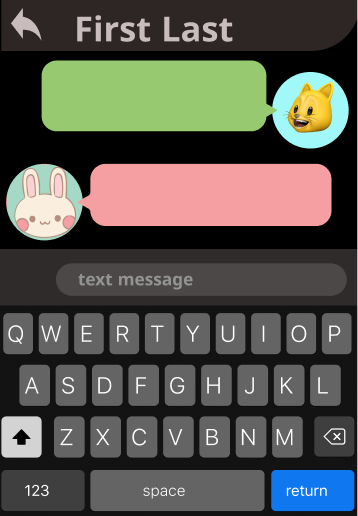 First Last
text message
Q W E R T Y U I O P
A S D F G H J K L
Z X C V B N M
123 space return